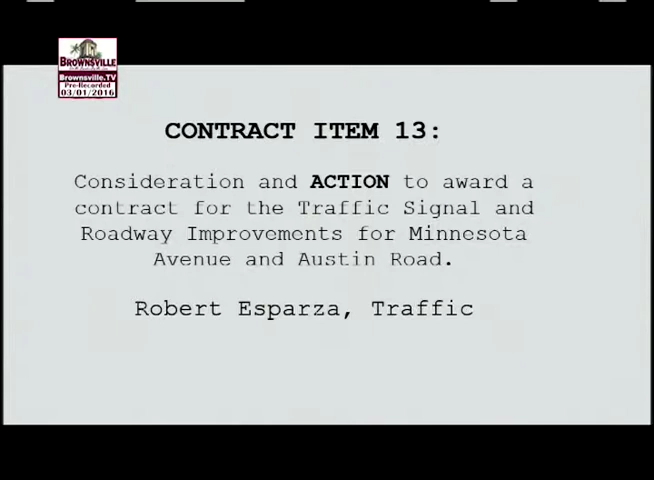 BROWNSVILLE
Brownsville.TV
Pre-Recorded
03/01/2016
CONTRACT ITEM 13:
Consideration and ACTION to award a
contract for the Traffic Signal and
Roadway Improvements for Minnesota
Avenue and Austin Road.
Robert Esparza, Traffic